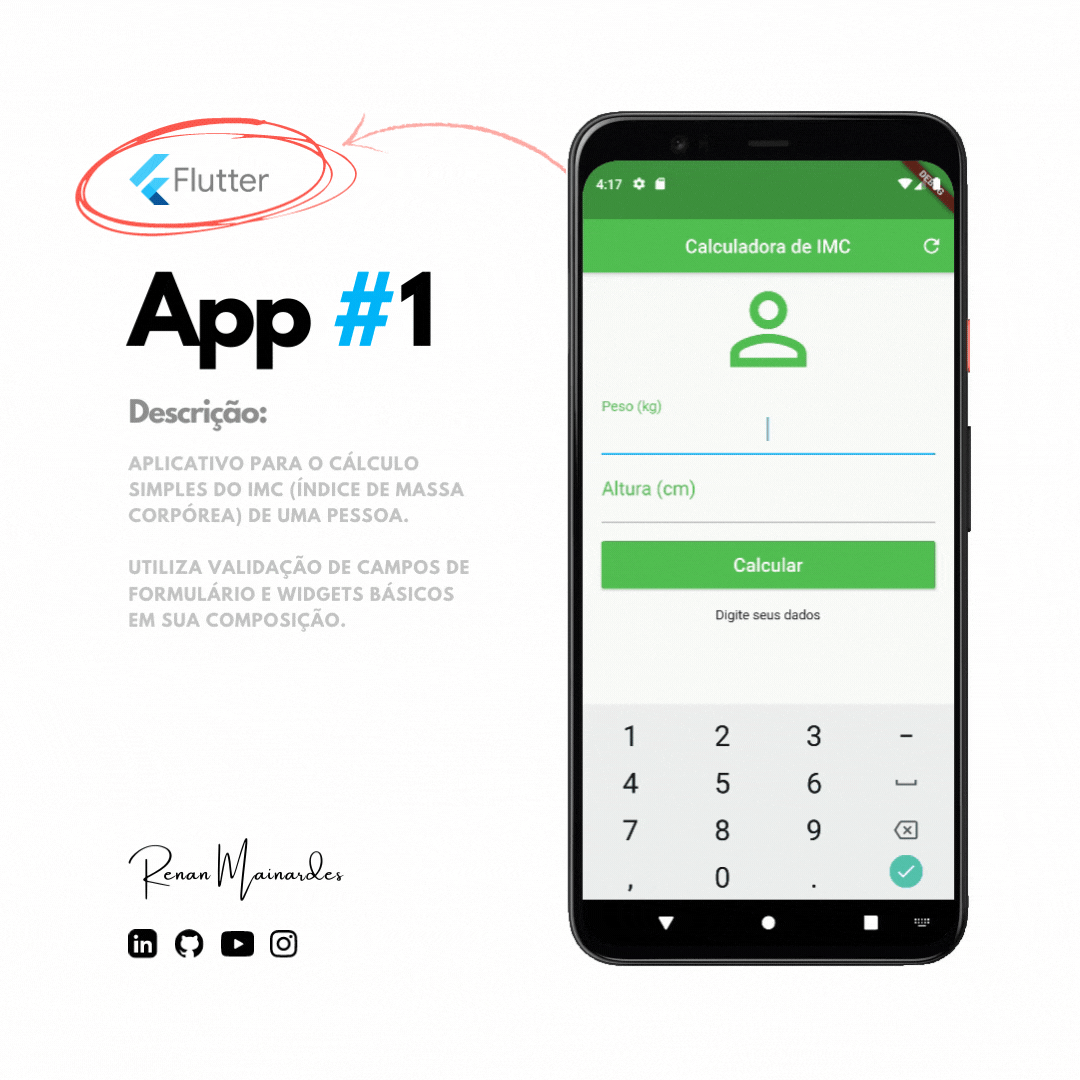 Flutter
App #1
Descrição:
APLICATIVO PARA O CÁLCULO
SIMPLES DO IMC (ÍNDICE DE MASSA
CORPÓREA) DE UMA PESSOA.
UTILIZA VALIDAÇÃO DE CAMPOS DE
FORMULÁRIO E WIDGETS BÁSICOS
EM SUA COMPOSIÇÃO.
Renan Mainardes
in
4:17
DEBUG
Calculadora de IMC
Peso (kg)
Altura (cm)
Calcular
Digite seus dados
1 2 3 -
4 5 6
7 8 9
, 0 .